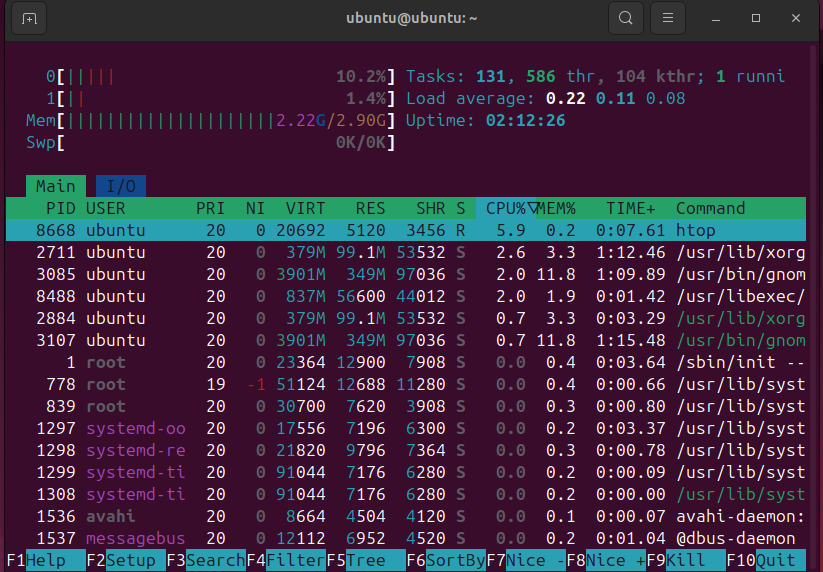 ubuntu@ubuntu: ~
0[||||| 10.2%] Tasks: 131, 586 thr, 104 kthr; 1 runni
1[|| 1.4%] Load average: 0.22 0.11 0.08
Mem[|||||||||||||||||||||2.22G/2.90G] Uptime: 02:12:26
Swp[ 0K/0K]
Main I/O
PID USER PRI NI VIRT RES SHR S CPU%▽MEM% TIME+ Command
8668 ubuntu 20 0 20692 5120 3456 R 5.9 0.2 0:07.61 htop
2711 ubuntu 20 0 379M 99.1M 53532 S 2.6 3.3 1:12.46 /usr/lib/xorg
3085 ubuntu 20 0 3901M 349M 97036 S 2.0 11.8 1:09.89 /usr/bin/gnom
8488 ubuntu 20 0 837M 56600 44012 S 2.0 1.9 0:01.42 /usr/libexec/
2884 ubuntu 20 0 379M 99.1M 53532 S 0.7 3.3 0:03.29 /usr/lib/xorg
3107 ubuntu 20 0 3901M 349M 97036 S 0.7 11.8 1:15.48 /usr/bin/gnom
1 root 20 0 23364 12900 7908 S 0.0 0.4 0:03.64 /sbin/init --
778 root 19 -1 51124 12688 11280 S 0.0 0.4 0:00.66 /usr/lib/syst
839 root 20 0 30700 7620 3908 S 0.0 0.3 0:00.80 /usr/lib/syst
1297 systemd-oo 20 0 17556 7196 6300 S 0.0 0.2 0:03.37 /usr/lib/syst
1298 systemd-re 20 0 21820 9796 7364 S 0.0 0.3 0:00.78 /usr/lib/syst
1299 systemd-ti 20 0 91044 7176 6280 S 0.0 0.2 0:00.09 /usr/lib/syst
1308 systemd-ti 20 0 91044 7176 6280 S 0.0 0.2 0:00.00 /usr/lib/syst
1536 avahi 20 0 8664 4504 4120 S 0.0 0.1 0:00.07 avahi-daemon:
1537 messagebus 20 0 12112 6952 4520 S 0.0 0.2 0:01.04 @dbus-daemon
F1Help F2Setup F3SearchF4FilterF5Tree F6SortByF7Nice -F8Nice +F9Kill F10Quit